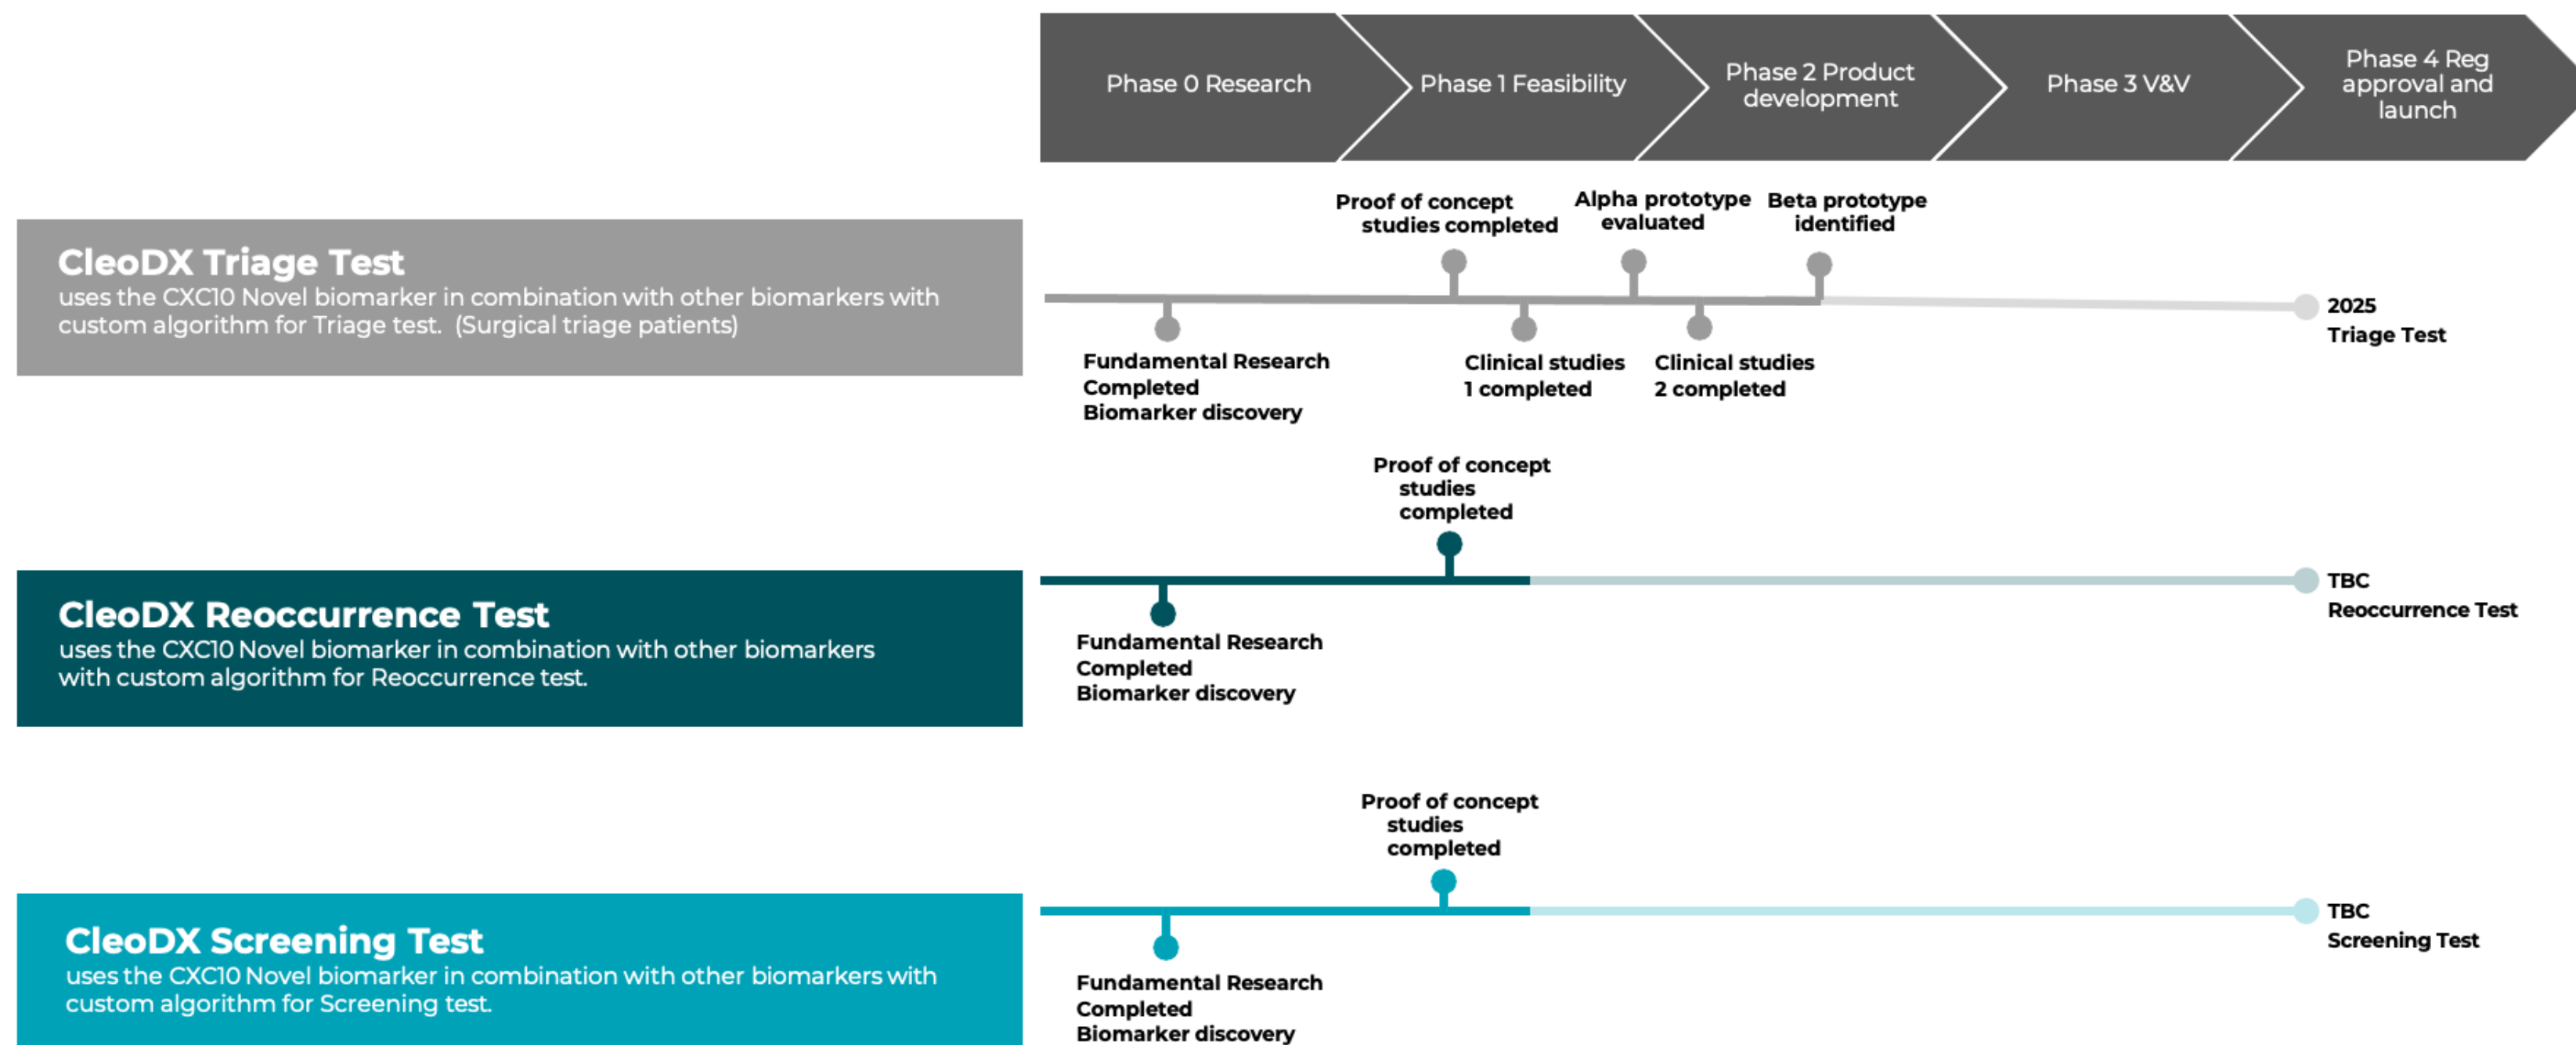 Phase 0 Research
Phase 1 Feasibility
Phase 2 Product
development
Phase 3 V&V
Phase 4 Reg
approval and
launch
CleoDX Triage Test
uses the CXC10 Novel biomarker in combination with other biomarkers with
custom algorithm for Triage test.  (Surgical triage patients)
Proof of concept
studies completed
Alpha prototype
evaluated
Beta prototype
identified
Fundamental Research
Completed
Biomarker discovery
Clinical studies
1 completed
Clinical studies
2 completed
2025
Triage Test
CleoDX Reoccurrence Test
uses the CXC10 Novel biomarker in combination with other biomarkers
with custom algorithm for Reoccurrence test.
Proof of concept
studies
completed
Fundamental Research
Completed
Biomarker discovery
TBC
Reoccurrence Test
CleoDX Screening Test
uses the CXC10 Novel biomarker in combination with other biomarkers with
custom algorithm for Screening test.
Proof of concept
studies
completed
Fundamental Research
Completed
Biomarker discovery
TBC
Screening Test